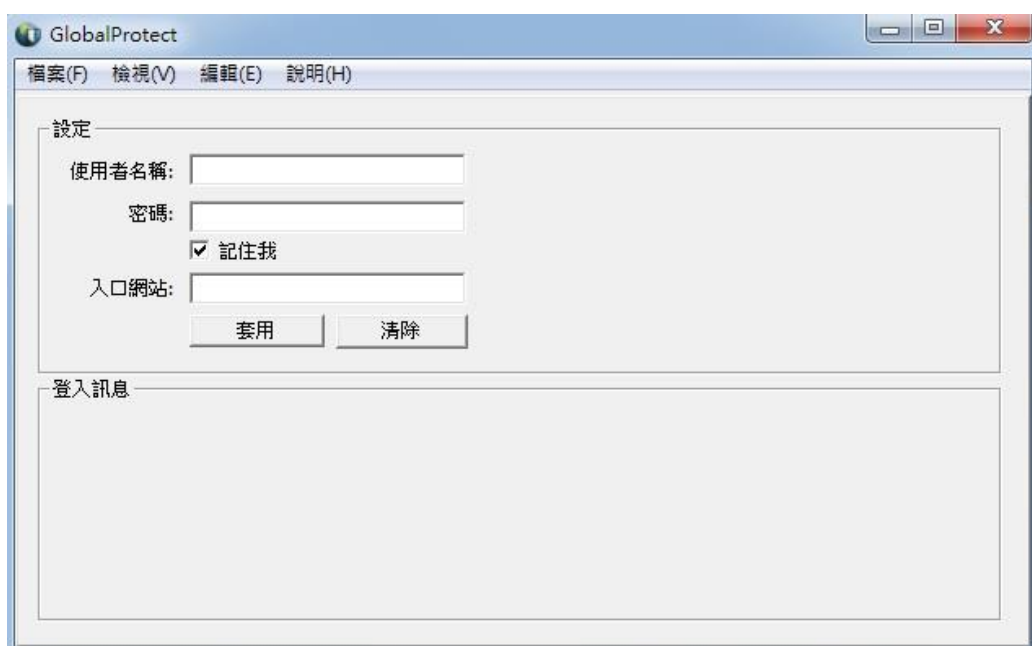 GlobalProtect
檔案(F) 檢視(V) 編輯(E) 說明(H)
設定
使用者名稱:
密碼:
記住我
入口網站:
套用 清除
登入訊息